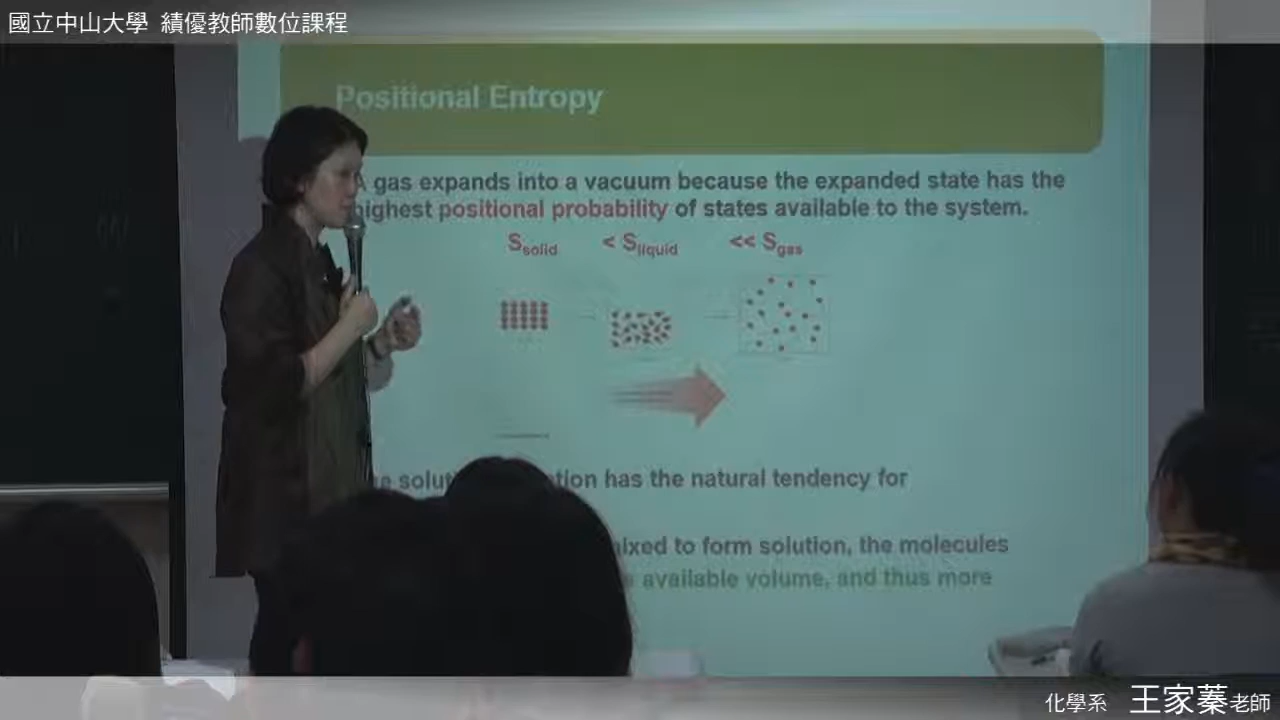 國立中山大學 績優教師數位課程
Positional Entropy
A gas expands into a vacuum because the expanded state has the
highest positional probability of states available to the system.
Ssolid < Sliquid << Sgas
has the natural tendency for
to form solution, the molecules
available volume, and thus more
化學系 王家蓁老師